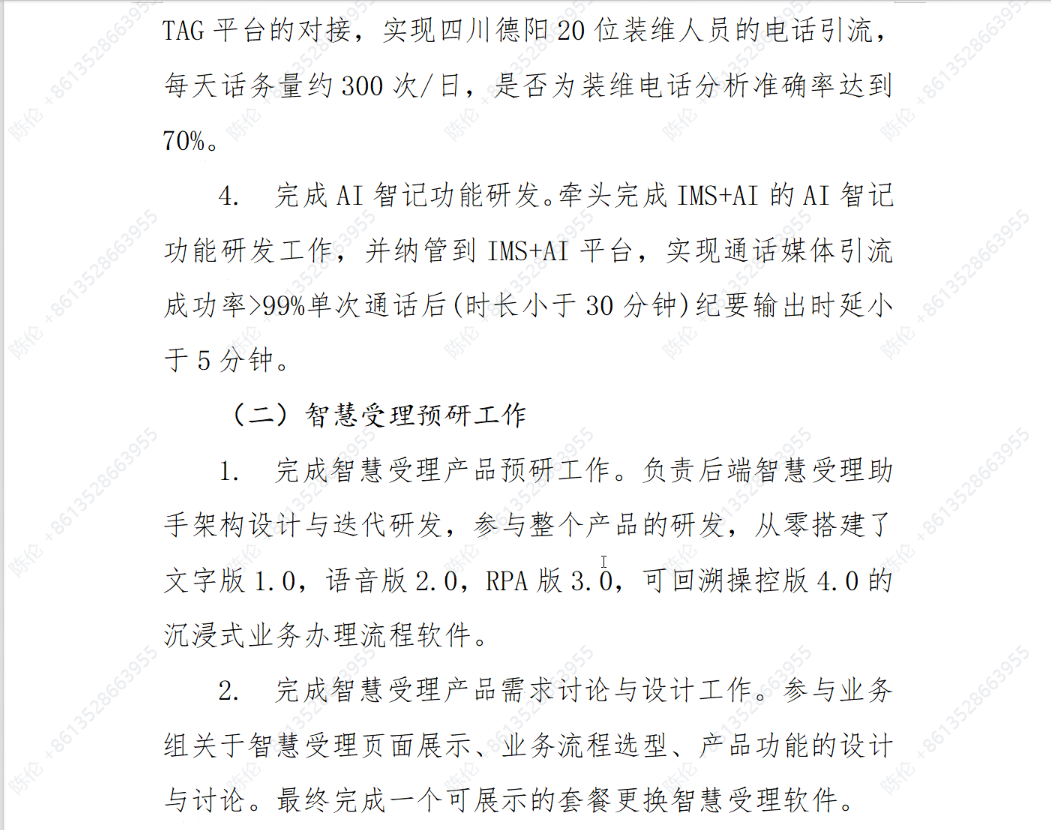 TAG 平台的对接，实现四川德阳 20 位装维人员的电话引流，
每天话务量约 300 次/日，是否为装维电话分析准确率达到
70%。
4. 完成 AI 智记功能研发。牵头完成 IMS+AI 的 AI 智记
功能研发工作，并纳管到 IMS+AI 平台，实现通话媒体引流
成功率>99%单次通话后(时长小于 30 分钟)纪要输出时延小
于 5 分钟。
（二）智慧受理预研工作
1. 完成智慧受理产品预研工作。负责后端智慧受理助
手架构设计与迭代研发，参与整个产品的研发，从零搭建了
文字版 1.0，语音版 2.0，RPA 版 3.0，可回溯操控版 4.0 的
沉浸式业务办理流程软件。
2. 完成智慧受理产品需求讨论与设计工作。参与业务
组关于智慧受理页面展示、业务流程选型、产品功能的设计
与讨论。最终完成一个可展示的套餐更换智慧受理软件。
陈伦 +8613528663955